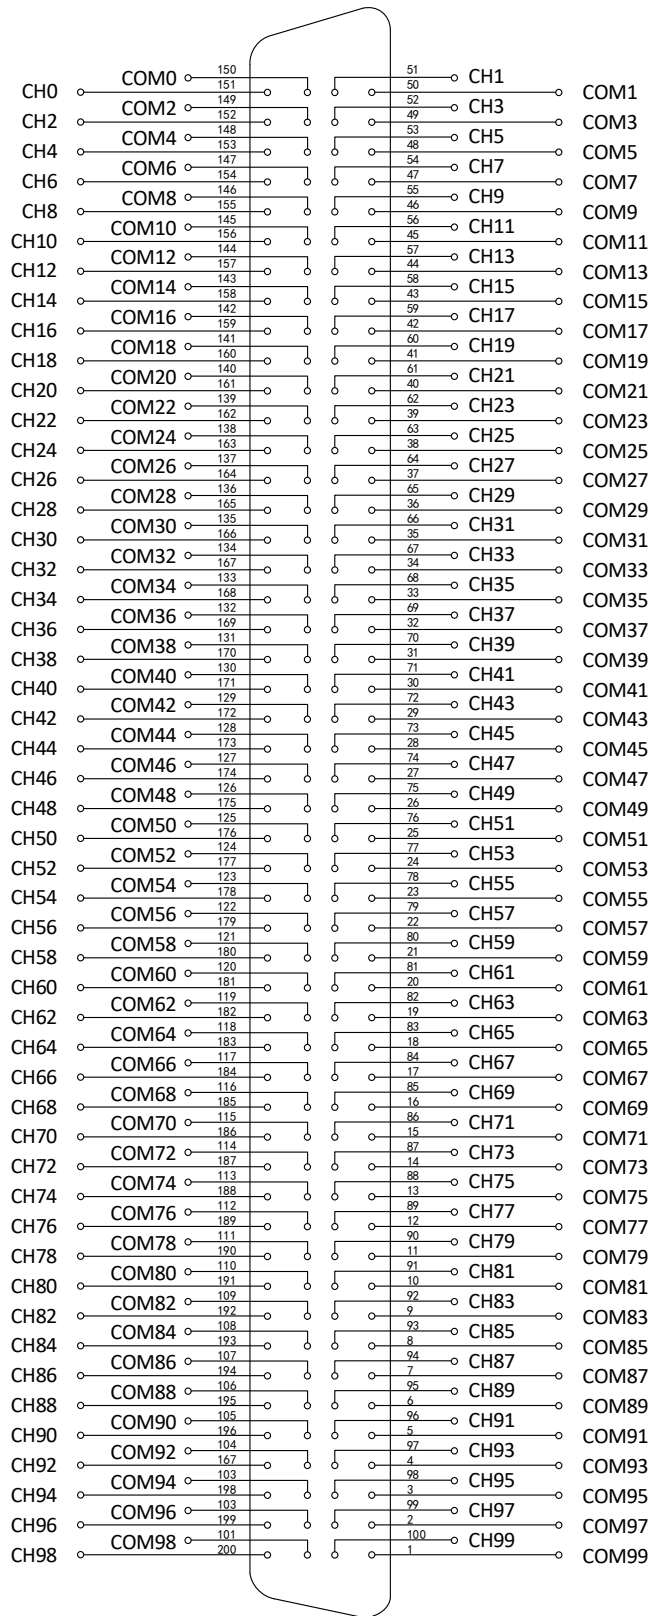 COM0 150 51 CH1
CH0 151 50 COM1
COM2 149 52 CH3
CH2 152 49 COM3
COM4 148 53 CH5
CH4 153 48 COM5
COM6 147 54 CH7
CH6 154 47 COM7
COM8 146 55 CH9
CH8 155 46 COM9
COM10 145 56 CH11
CH10 156 45 COM11
COM12 144 57 CH13
CH12 157 44 COM13
COM14 143 58 CH15
CH14 158 43 COM15
COM16 142 59 CH17
CH16 159 42 COM17
COM18 141 60 CH19
CH18 160 41 COM19
COM20 140 61 CH21
CH20 161 40 COM21
COM22 139 62 CH23
CH22 162 39 COM23
COM24 138 63 CH25
CH24 163 38 COM25
COM26 137 64 CH27
CH26 164 37 COM27
COM28 136 65 CH29
CH28 165 36 COM29
COM30 135 66 CH31
CH30 166 35 COM31
COM32 134 67 CH33
CH32 167 34 COM33
COM34 133 68 CH35
CH34 168 33 COM35
COM36 132 69 CH37
CH36 169 32 COM37
COM38 131 70 CH39
CH38 170 31 COM39
COM40 130 71 CH41
CH40 171 30 COM41
COM42 129 72 CH43
CH42 172 29 COM43
COM44 128 73 CH45
CH44 173 28 COM45
COM46 127 74 CH47
CH46 174 27 COM47
COM48 126 75 CH49
CH48 175 26 COM49
COM50 125 76 CH51
CH50 176 25 COM51
COM52 124 77 CH53
CH52 177 24 COM53
COM54 123 78 CH55
CH54 178 23 COM55
COM56 122 79 CH57
CH56 179 22 COM57
COM58 121 80 CH59
CH58 180 21 COM59
COM60 120 81 CH61
CH60 181 20 COM61
COM62 119 82 CH63
CH62 182 19 COM63
COM64 118 83 CH65
CH64 183 18 COM65
COM66 117 84 CH67
CH66 184 17 COM67
COM68 116 85 CH69
CH68 185 16 COM69
COM70 115 86 CH71
CH70 186 15 COM71
COM72 114 87 CH73
CH72 187 14 COM73
COM74 113 88 CH75
CH74 188 13 COM75
COM76 112 89 CH77
CH76 189 12 COM77
COM78 111 90 CH79
CH78 190 11 COM79
COM80 110 91 CH81
CH80 191 10 COM81
COM82 109 92 CH83
CH82 192 9 COM83
COM84 108 93 CH85
CH84 193 8 COM85
COM86 107 94 CH87
CH86 194 7 COM87
COM88 106 95 CH89
CH88 195 6 COM89
COM90 105 96 CH91
CH90 196 5 COM91
COM92 104 97 CH93
CH92 167 4 COM93
COM94 103 98 CH95
CH94 198 3 COM95
COM96 103 99 CH97
CH96 199 2 COM97
COM98 101 100 CH99
CH98 200 1 COM99